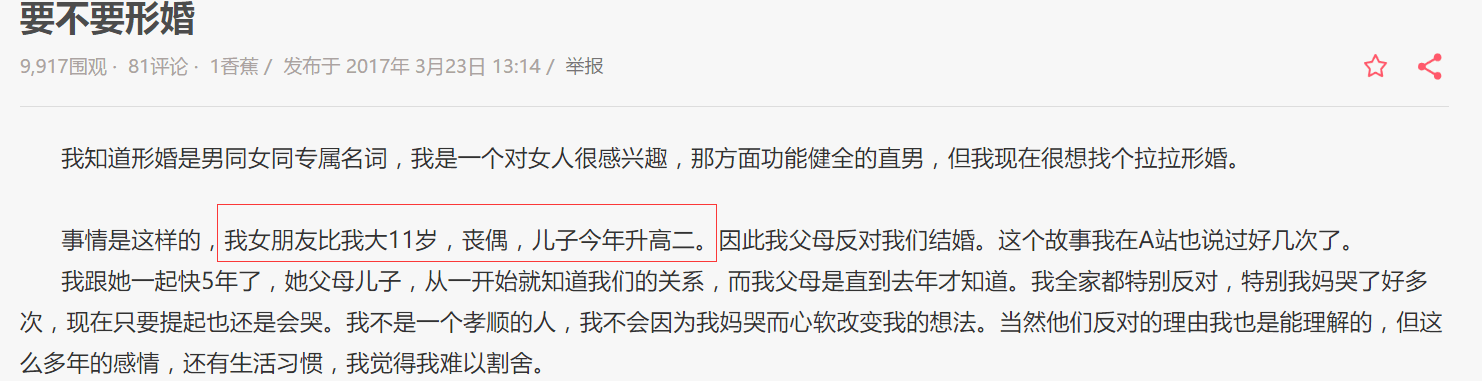 要不要形婚
9,917围观 · 81评论 · 1香蕉 / 发布于 2017年 3月23日 13:14 / 举报
我知道形婚是男同女同专属名词，我是一个对女人很感兴趣，那方面功能健全的直男，但我现在很想找个拉拉形婚。
事情是这样的，我女朋友比我大11岁，丧偶，儿子今年升高二。因此我父母反对我们结婚。这个故事我在A站也说过好几次了。
我跟她一起快5年了，她父母儿子，从一开始就知道我们的关系，而我父母是直到去年才知道。我全家都特别反对，特别我妈哭了好多
次，现在只要提起也还是会哭。我不是一个孝顺的人，我不会因为我妈哭而心软改变我的想法。当然他们反对的理由我也是能理解的，但这
么多年的感情，还有生活习惯，我觉得我难以割舍。